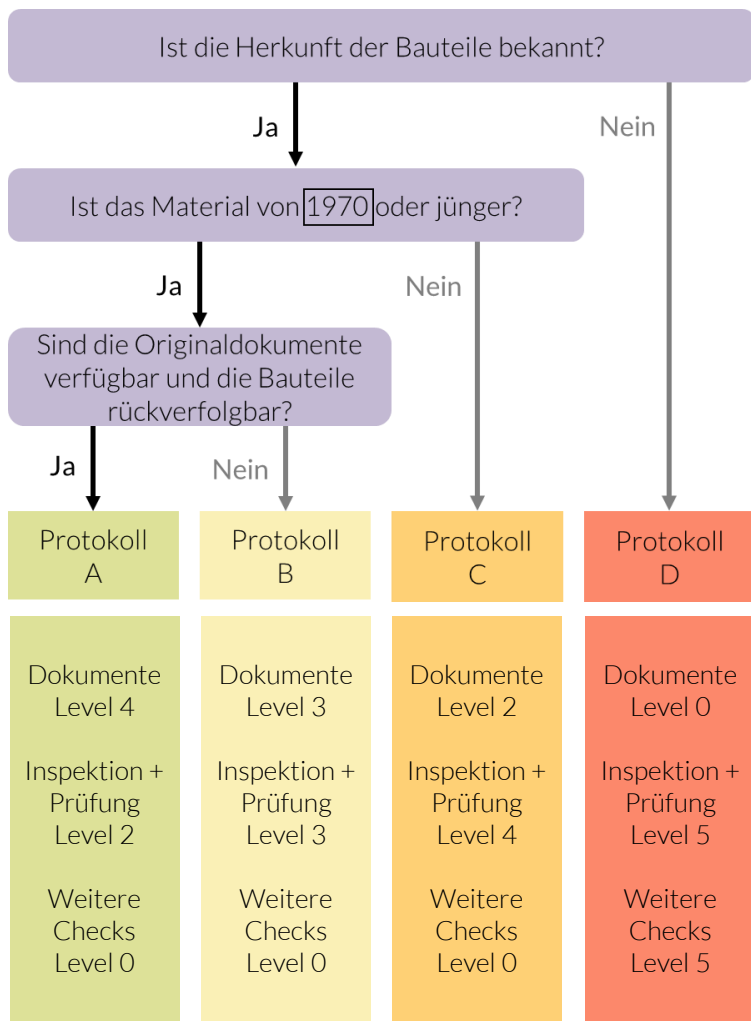 Ist die Herkunft der Bauteile bekannt?
Ja
Nein
Ist das Material von 1970 oder jünger?
Ja
Nein
Sind die Originaldokumente
verfügbar und die Bauteile
rückverfolgbar?
Ja
Nein
Protokoll
A
Protokoll
B
Protokoll
C
Protokoll
D
Dokumente
Level 4
Inspektion +
Prüfung
Level 2
Weitere
Checks
Level 0
Dokumente
Level 3
Inspektion +
Prüfung
Level 3
Weitere
Checks
Level 0
Dokumente
Level 2
Inspektion +
Prüfung
Level 4
Weitere
Checks
Level 0
Dokumente
Level 0
Inspektion +
Prüfung
Level 5
Weitere
Checks
Level 5